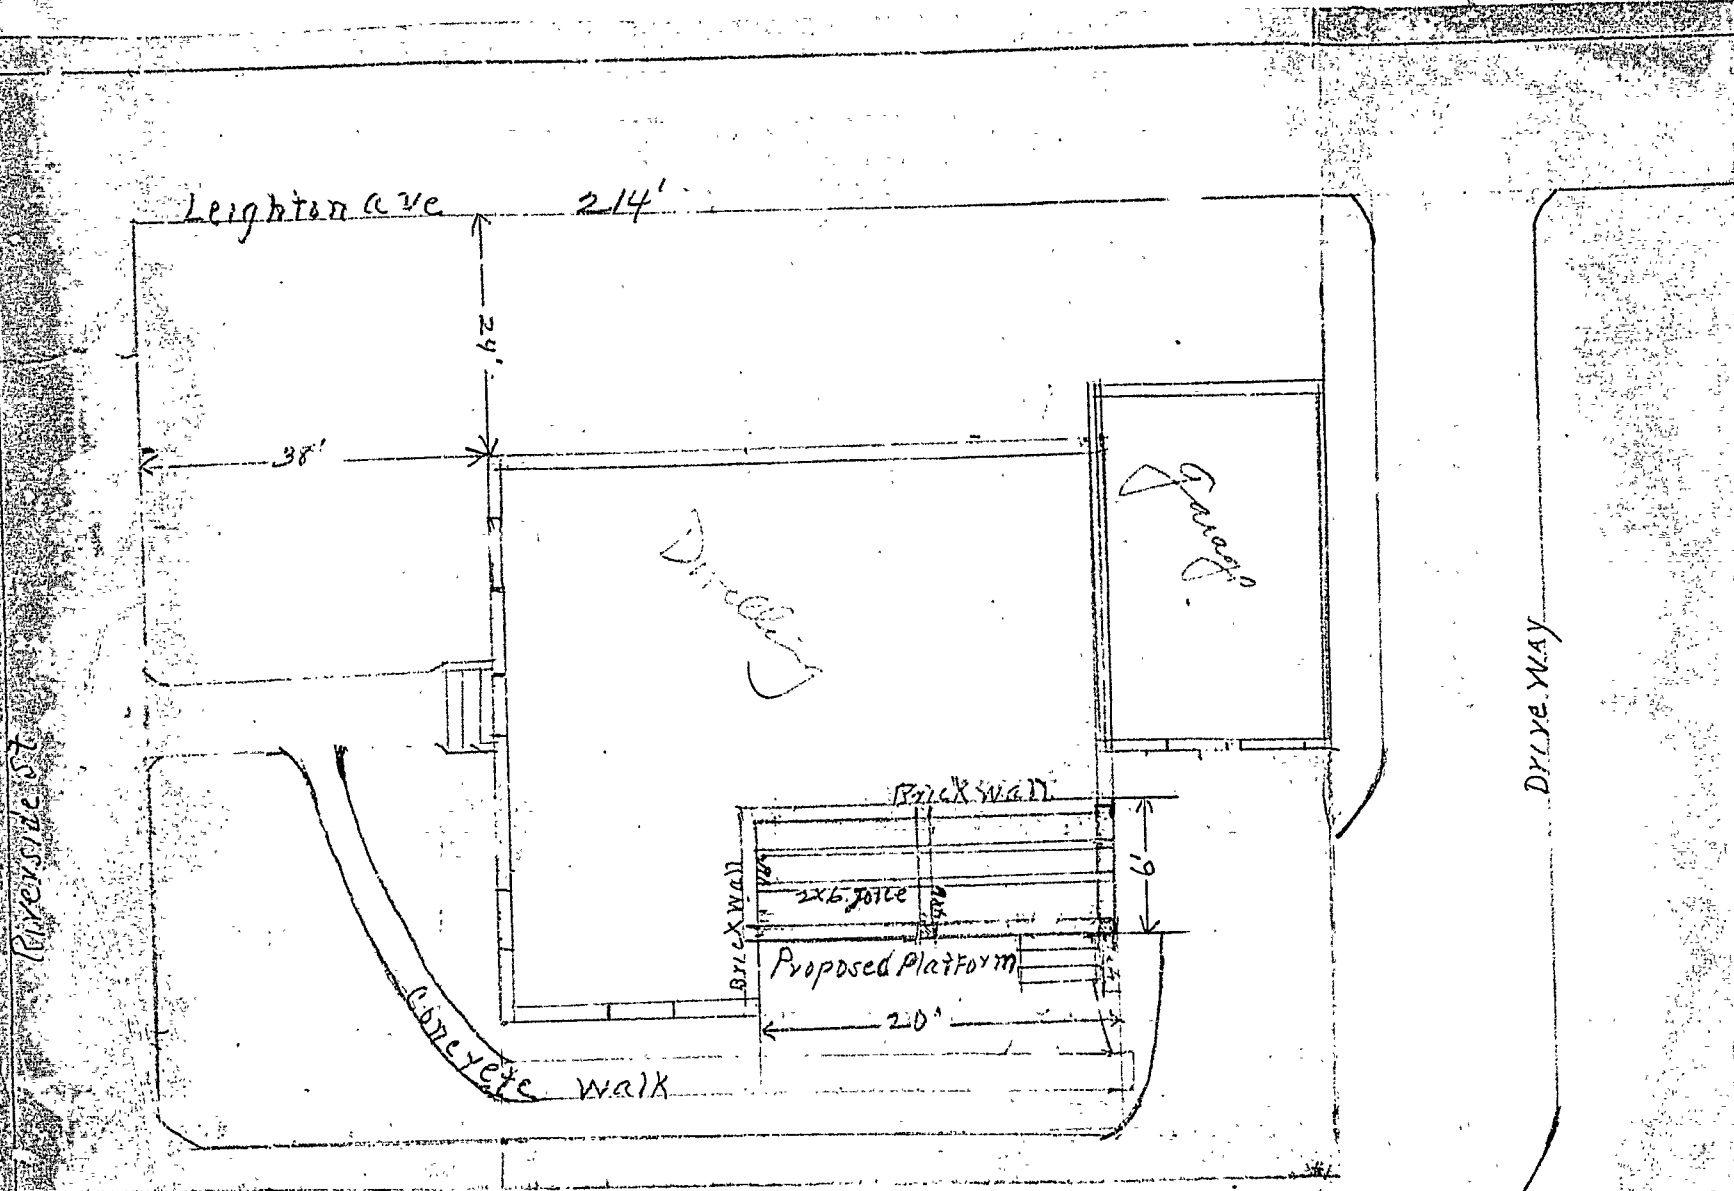 Leighton ave 214'
24'
38'
Dwelling
Garage
Riverside St
Driveway
Brick wall
Brick wall
2x6 Joice
6'
Proposed Platform
20'
Concrete walk